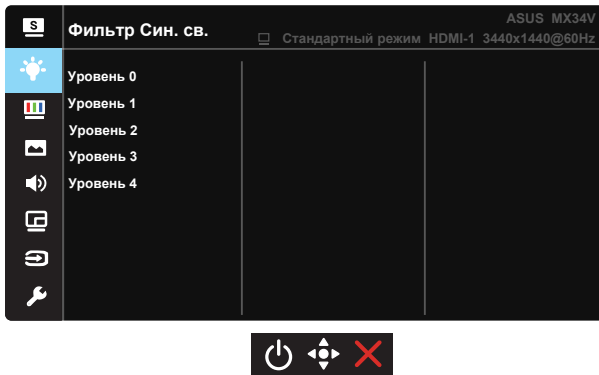 S
ASUS MX34V
Фильтр Син. св.
Стандартный режим HDMI-1 3440x1440@60Hz
Уровень 0
Уровень 1
Уровень 2
Уровень 3
Уровень 4